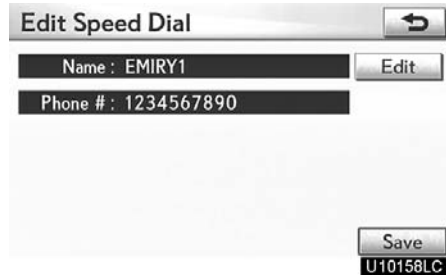 Edit Speed Dial
Name : EMIRY1
Edit
Phone # : 1234567890
Save
U10158LC